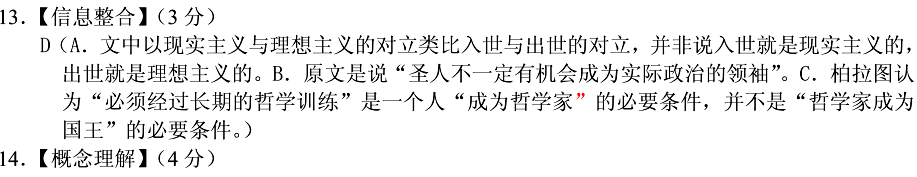 13.【信息整合】(3 分)
D（A. 文中以现实主义与理想主义的对立类比入世与出世的对立，并非说入世就是现实主义的，
出世就是理想主义的。B. 原文是说“圣人不一定有机会成为实际政治的领袖”。C. 柏拉图认
为“必须经过长期的哲学训练”是一个人“成为哲学家”的必要条件，并不是“哲学家成为
国王”的必要条件。）
14.【概念理解】(4 分)